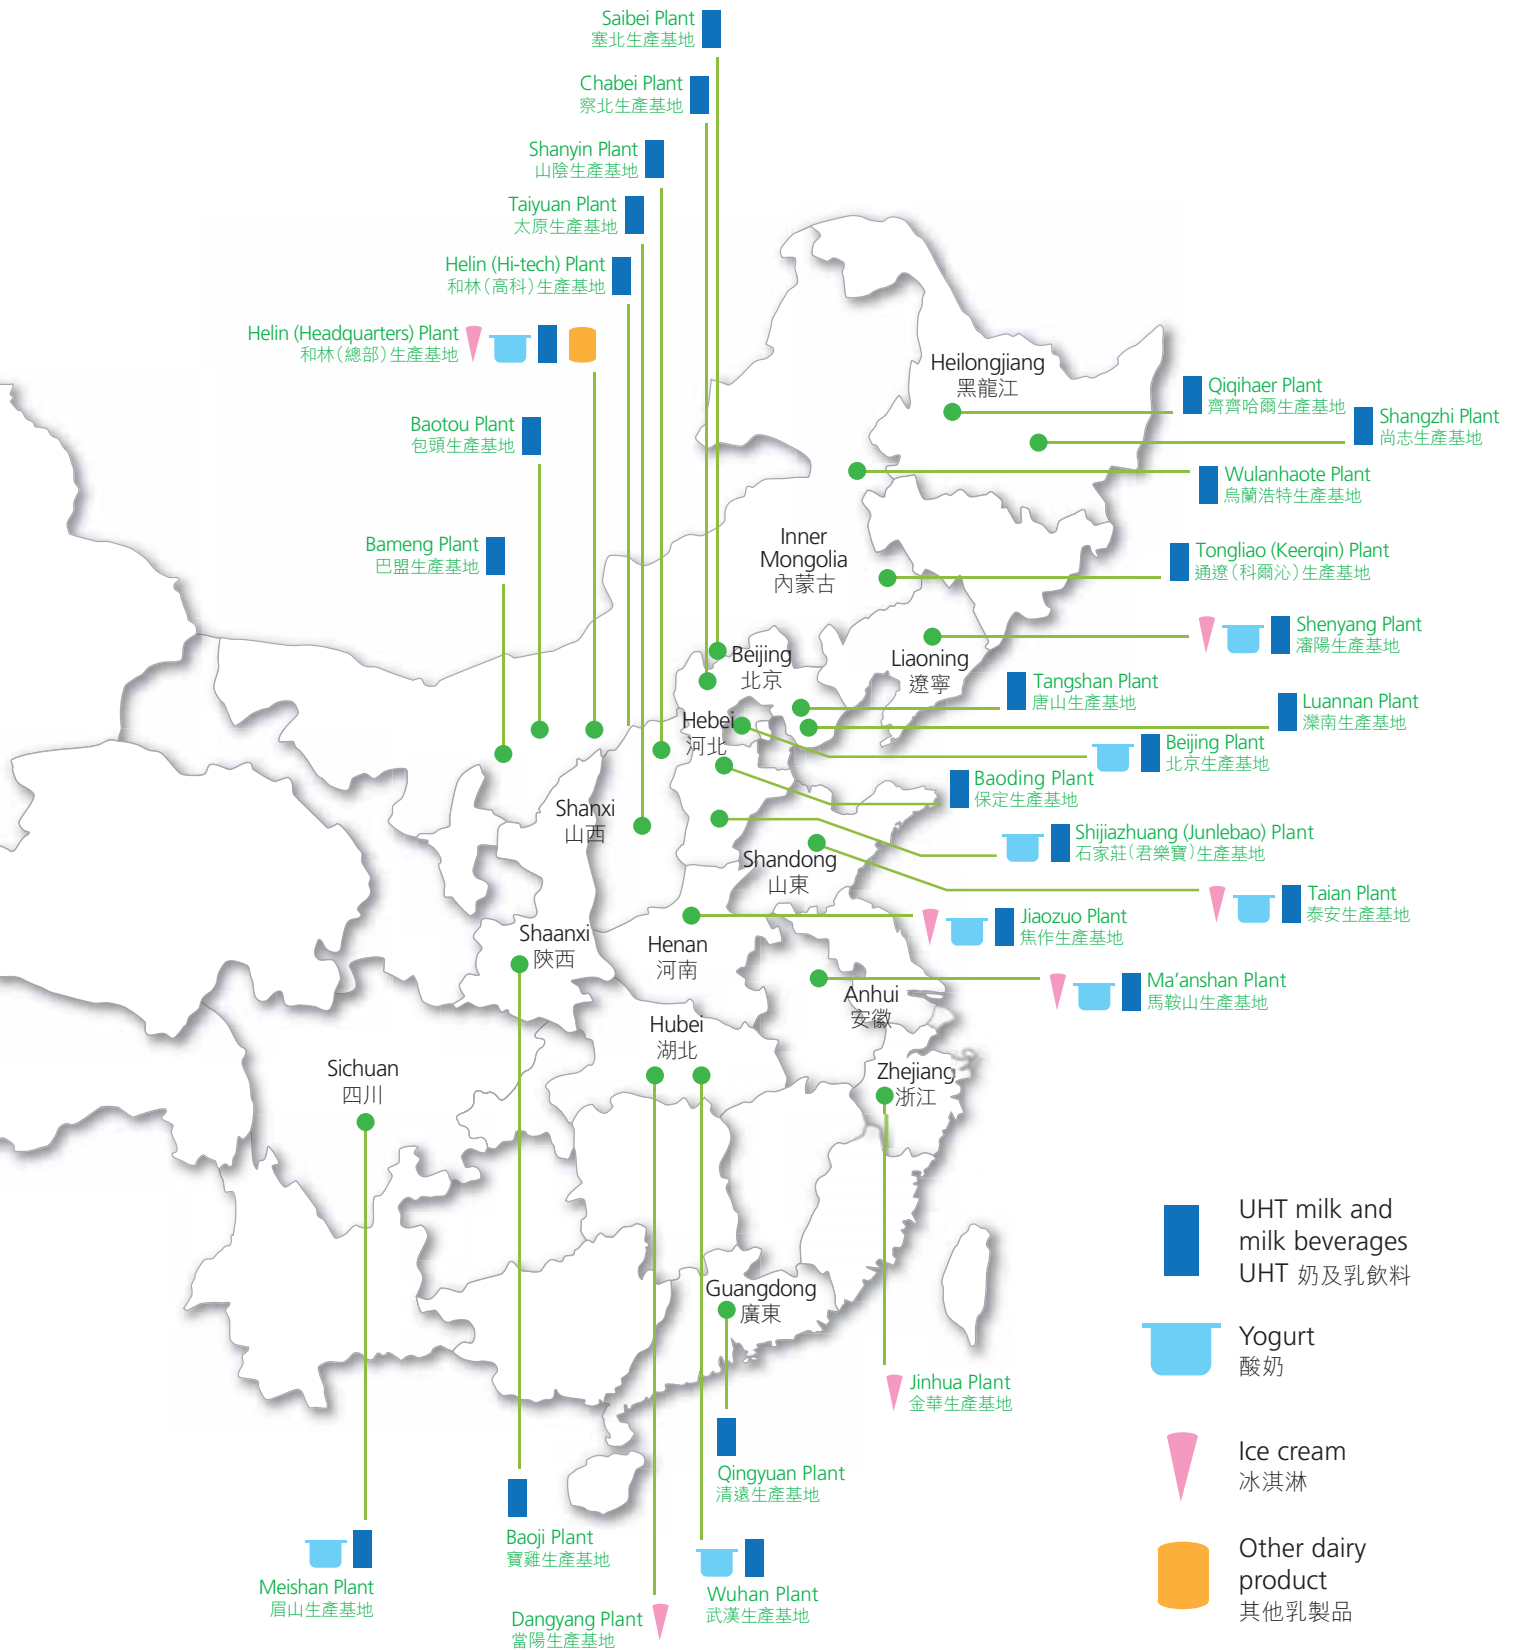 Saibei Plant
塞北生產基地
Chabei Plant
察北生產基地
Shanyin Plant
山陰生產基地
Taiyuan Plant
太原生產基地
Helin (Hi-tech) Plant
和林（高科）生產基地
Helin (Headquarters) Plant
和林（總部）生產基地
Baotou Plant
包頭生產基地
Bameng Plant
巴盟生產基地
Heilongjiang
黑龍江
Qiqihaer Plant
齊齊哈爾生產基地
Shangzhi Plant
尚志生產基地
Wulanhaote Plant
烏蘭浩特生產基地
Inner
Mongolia
內蒙古
Tongliao (Keerqin) Plant
通遼（科爾沁）生產基地
Shenyang Plant
瀋陽生產基地
Beijing
北京
Liaoning
遼寧
Tangshan Plant
唐山生產基地
Luannan Plant
灤南生產基地
Hebei
河北
Beijing Plant
北京生產基地
Baoding Plant
保定生產基地
Shanxi
山西
Shijiazhuang (Junlebao) Plant
石家莊（君樂寶）生產基地
Shandong
山東
Taian Plant
泰安生產基地
Jiaozuo Plant
焦作生產基地
Shaanxi
陝西
Henan
河南
Ma'anshan Plant
馬鞍山生產基地
Anhui
安徽
Hubei
湖北
Sichuan
四川
Zhejiang
浙江
UHT milk and
milk beverages
UHT 奶及乳飲料
Guangdong
廣東
Yogurt
酸奶
Jinhua Plant
金華生產基地
Ice cream
冰淇淋
Qingyuan Plant
清遠生產基地
Baoji Plant
寶雞生產基地
Other dairy
product
其他乳製品
Meishan Plant
眉山生產基地
Wuhan Plant
武漢生產基地
Dangyang Plant
當陽生產基地